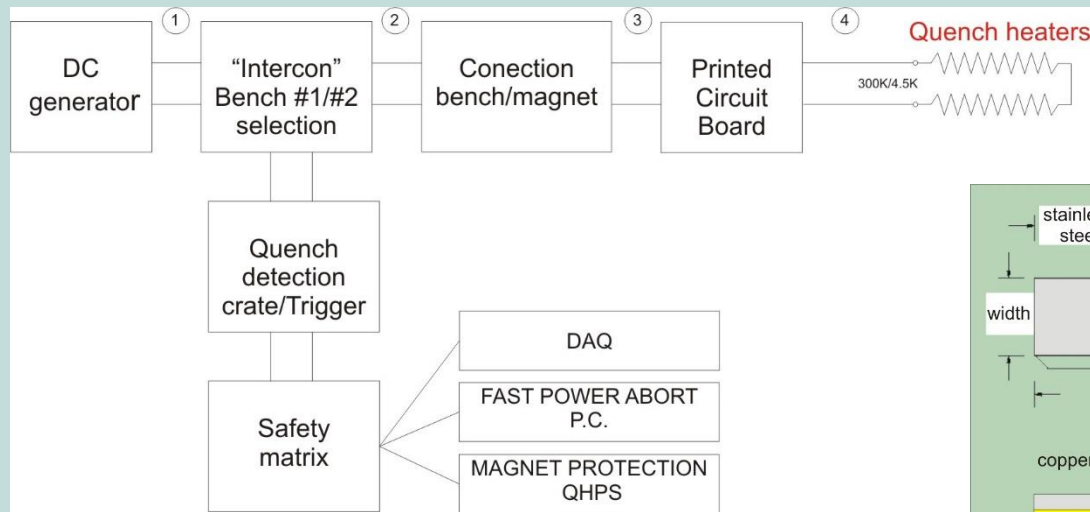 1
2
3
4
DC
generator
“Intercon”
Bench #1/#2
selection
Conection
bench/magnet
Printed
Circuit
Board
Quench heaters
300K/4.5K
Quench
detection
crate/Trigger
Safety
matrix
DAQ
FAST POWER ABORT
P.C.
MAGNET PROTECTION
QHPS
width